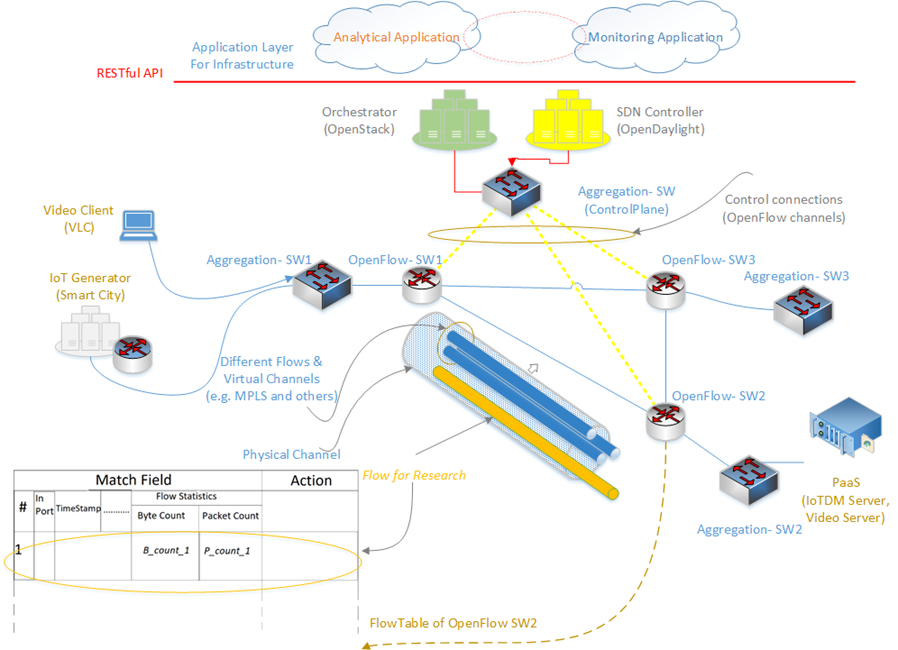 Analytical Application
Monitoring Application
Application Layer
For Infrastructure
RESTful API
Orchestrator
(OpenStack)
SDN Controller
(OpenDaylight)
Aggregation- SW
(ControlPlane)
Control connections
(OpenFlow channels)
Video Client
(VLC)
Aggregation- SW1
OpenFlow- SW1
OpenFlow- SW3
Aggregation- SW3
IoT Generator
(Smart City)
Different Flows &
Virtual Channels
(e.g. MPLS and others)
OpenFlow- SW2
Physical Channel
Flow for Research
PaaS
(IoTDM Server,
Video Server)
Aggregation- SW2
Match Field
Action
#
In
Port
TimeStamp
...........
Flow Statistics
Byte Count
Packet Count
1
B_count_1
P_count_1
FlowTable of OpenFlow SW2